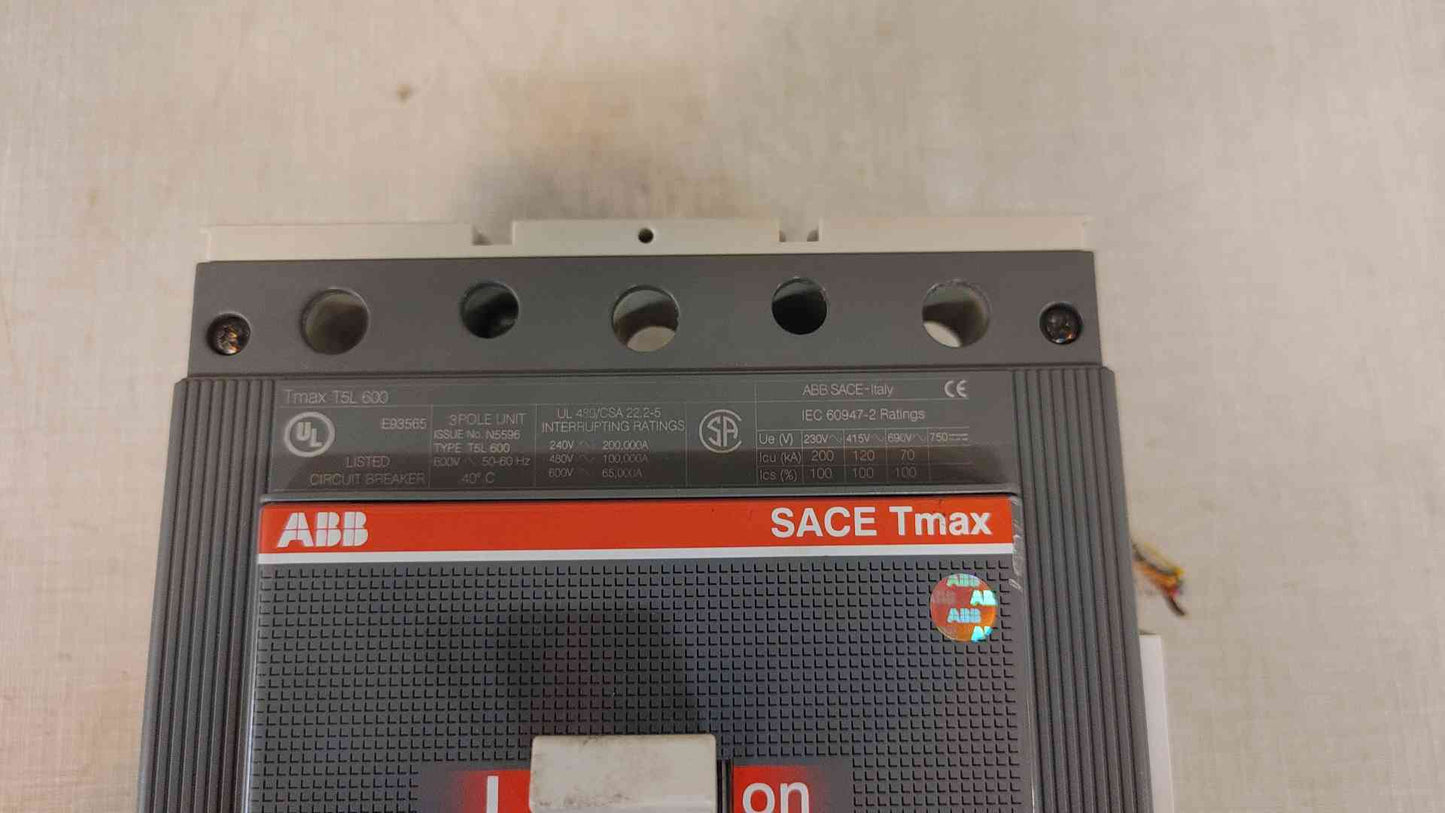 Tmax T5L 600
UL
E93565
LISTED
CIRCUIT BREAKER
3 POLE UNIT
ISSUE No. N5596
TYPE T5L 600
600V ~ 50-60 Hz
40° C
UL 489/CSA 22.2-5
INTERRUPTING RATINGS
240V ~ 200,000A
480V ~ 100,000A
600V ~ 65,000A
SA
ABB SACE-Italy CE
IEC 60947-2 Ratings
Ue (V) 230V~ 415V~ 690V~ 750⎓
Icu (kA) 200 120 70
Ics (%) 100 100 100
ABB SACE Tmax
ABB
ABB
I on